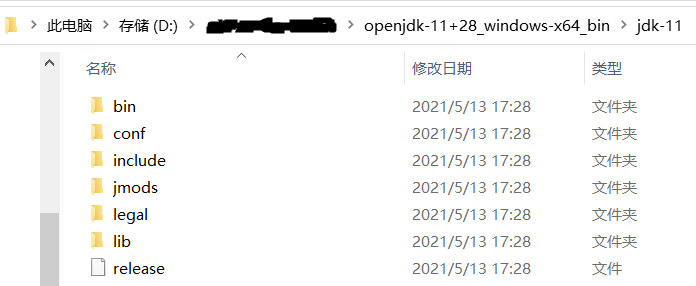 此电脑 > 存储 (D:) > > openjdk-11+28_windows-x64_bin > jdk-11
名称 修改日期 类型
bin 2021/5/13 17:28 文件夹
conf 2021/5/13 17:28 文件夹
include 2021/5/13 17:28 文件夹
jmods 2021/5/13 17:28 文件夹
legal 2021/5/13 17:28 文件夹
lib 2021/5/13 17:28 文件夹
release 2021/5/13 17:28 文件